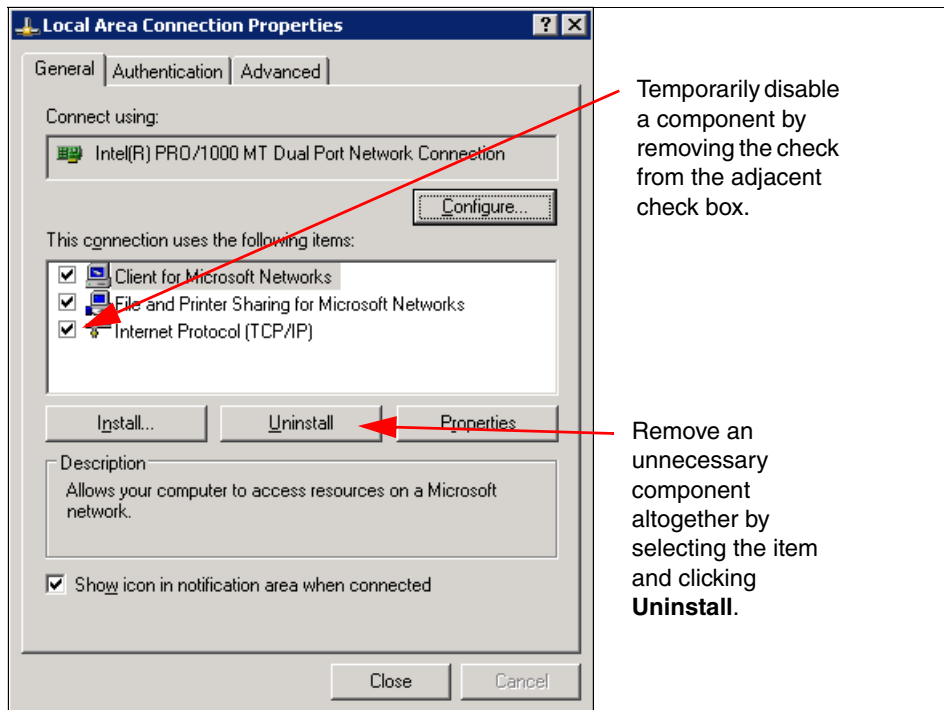 Local Area Connection Properties
General Authentication Advanced
Connect using:
Intel(R) PRO/1000 MT Dual Port Network Connection
Configure...
This connection uses the following items:
Client for Microsoft Networks
File and Printer Sharing for Microsoft Networks
Internet Protocol (TCP/IP)
Install... Uninstall Properties
Description
Allows your computer to access resources on a Microsoft
network.
Show icon in notification area when connected
Close Cancel
Temporarily disable
a component by
removing the check
from the adjacent
check box.
Remove an
unnecessary
component
altogether by
selecting the item
and clicking
Uninstall.